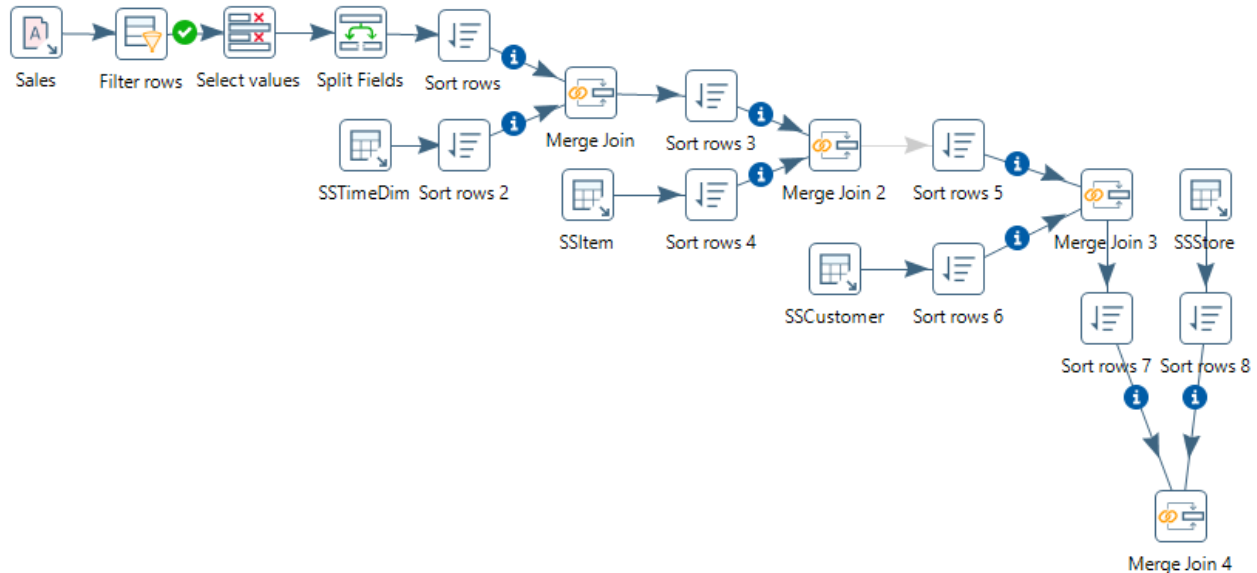 Sales
Filter rows
Select values
Split Fields
Sort rows
SSTimeDim
Sort rows 2
Merge Join
Sort rows 3
SSItem
Sort rows 4
Merge Join 2
Sort rows 5
SSCustomer
Sort rows 6
Merge Join 3
SSStore
Sort rows 7
Sort rows 8
Merge Join 4